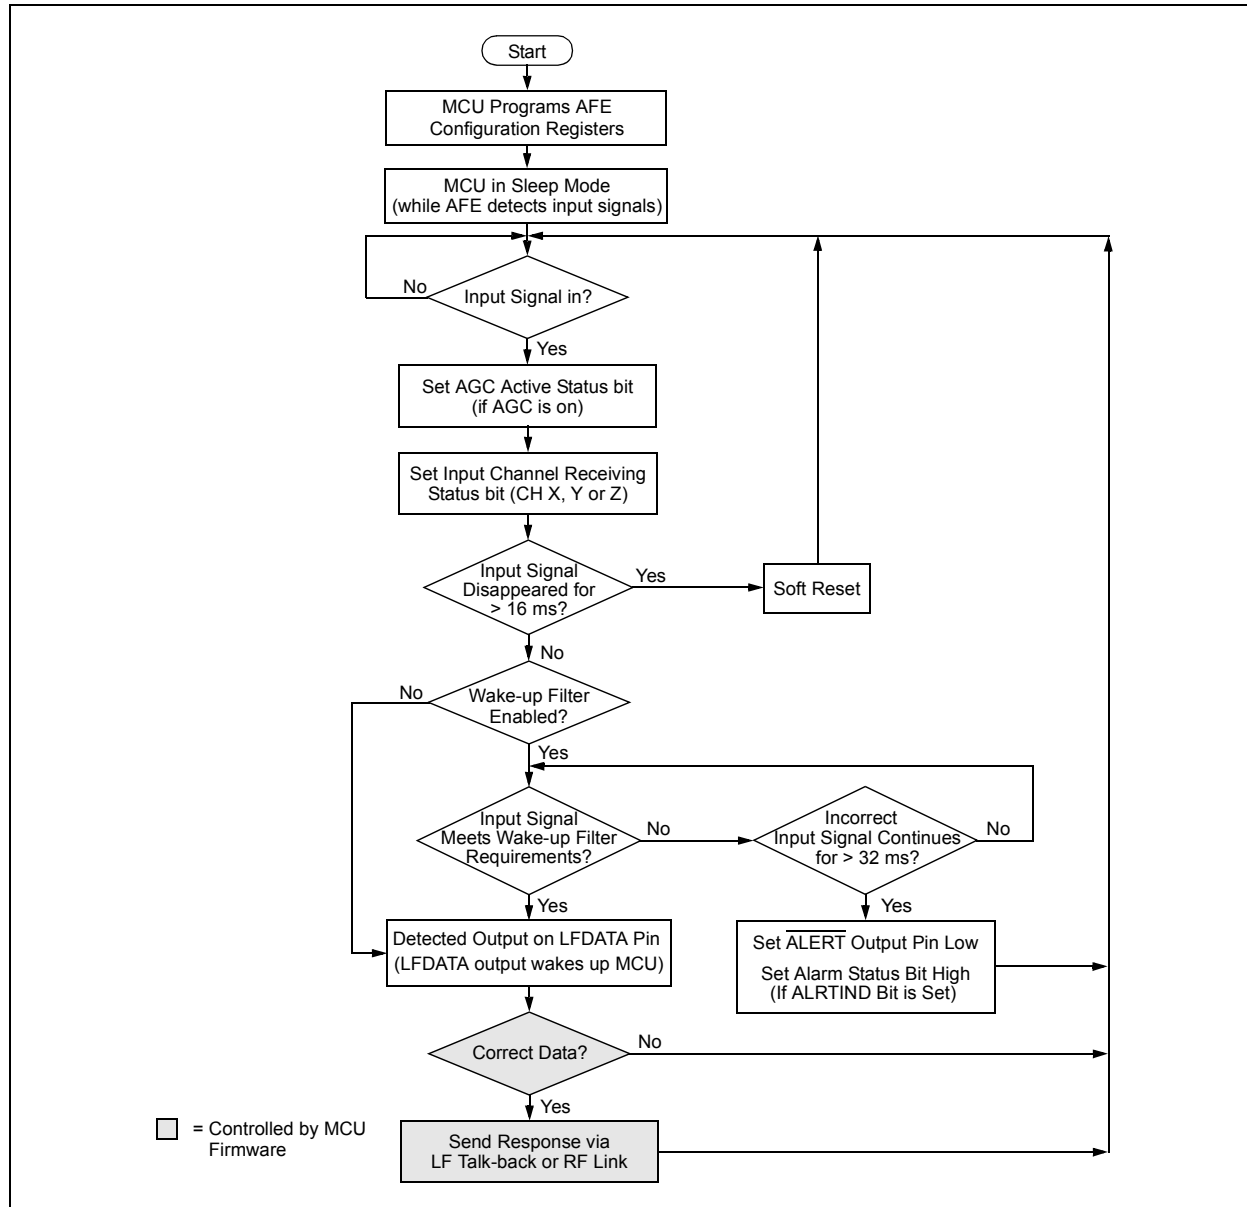 Start
MCU Programs AFE
Configuration Registers
MCU in Sleep Mode
(while AFE detects input signals)
No
Input Signal in?
Yes
Set AGC Active Status bit
(if AGC is on)
Set Input Channel Receiving
Status bit (CH X, Y or Z)
Input Signal
Disappeared for
> 16 ms?
Yes
Soft Reset
No
No
Wake-up Filter
Enabled?
Yes
Input Signal
Meets Wake-up Filter
Requirements?
No
Incorrect
Input Signal Continues
for > 32 ms?
No
Yes
Yes
Detected Output on LFDATA Pin
(LFDATA output wakes up MCU)
Set ALERT Output Pin Low
Set Alarm Status Bit High
(If ALRTIND Bit is Set)
Correct Data?
No
Yes
= Controlled by MCU
Firmware
Send Response via
LF Talk-back or RF Link